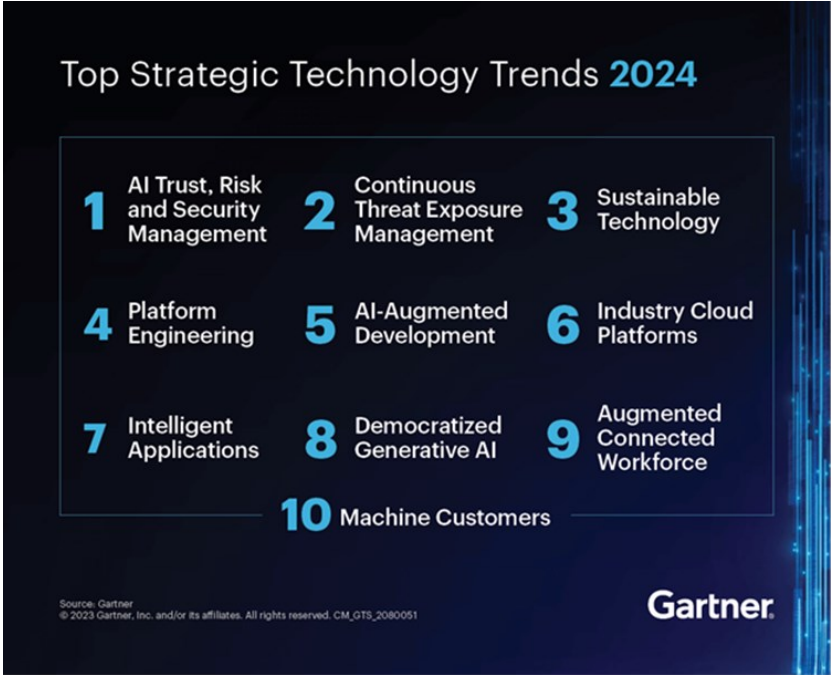 Top Strategic Technology Trends 2024
1 AI Trust, Risk
and Security
Management
2 Continuous
Threat Exposure
Management
3 Sustainable
Technology
4 Platform
Engineering
5 AI-Augmented
Development
6 Industry Cloud
Platforms
7 Intelligent
Applications
8 Democratized
Generative AI
9 Augmented
Connected
Workforce
10 Machine Customers
Source: Gartner
© 2023 Gartner, Inc. and/or its affiliates. All rights reserved. CM_GTS_2080051
Gartner®